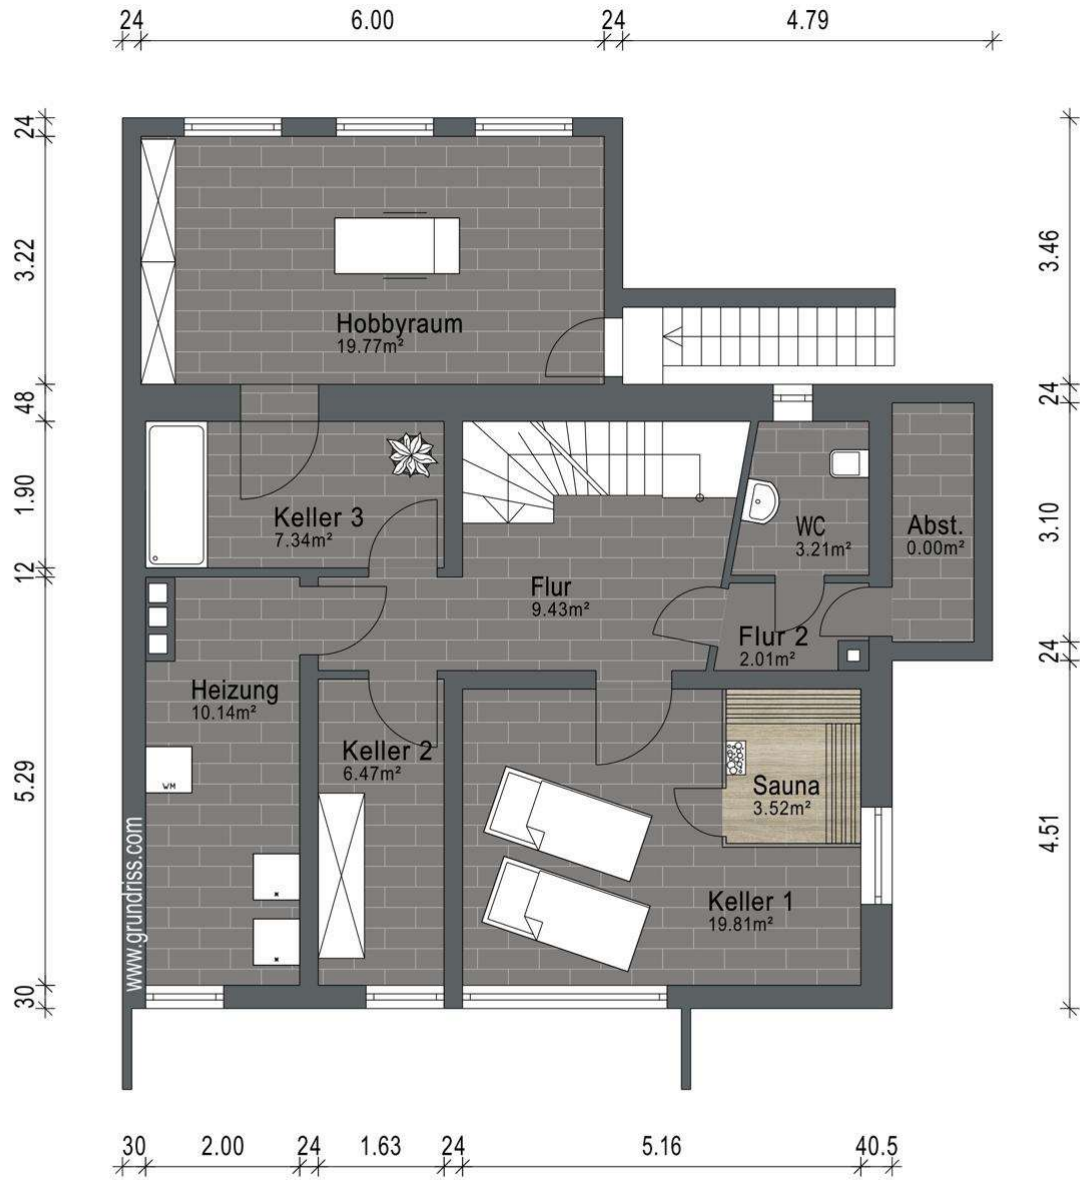 24 6.00 24 4.79
24
3.22
48
1.90
12
5.29
30
3.46
24
3.10
24
4.51
Hobbyraum
19.77m²
Keller 3
7.34m²
WC
3.21m²
Abst.
0.00m²
Flur
9.43m²
Flur 2
2.01m²
Heizung
10.14m²
Keller 2
6.47m²
WM
Sauna
3.52m²
Keller 1
19.81m²
www.grundriss.com
30 2.00 24 1.63 24 5.16 40.5